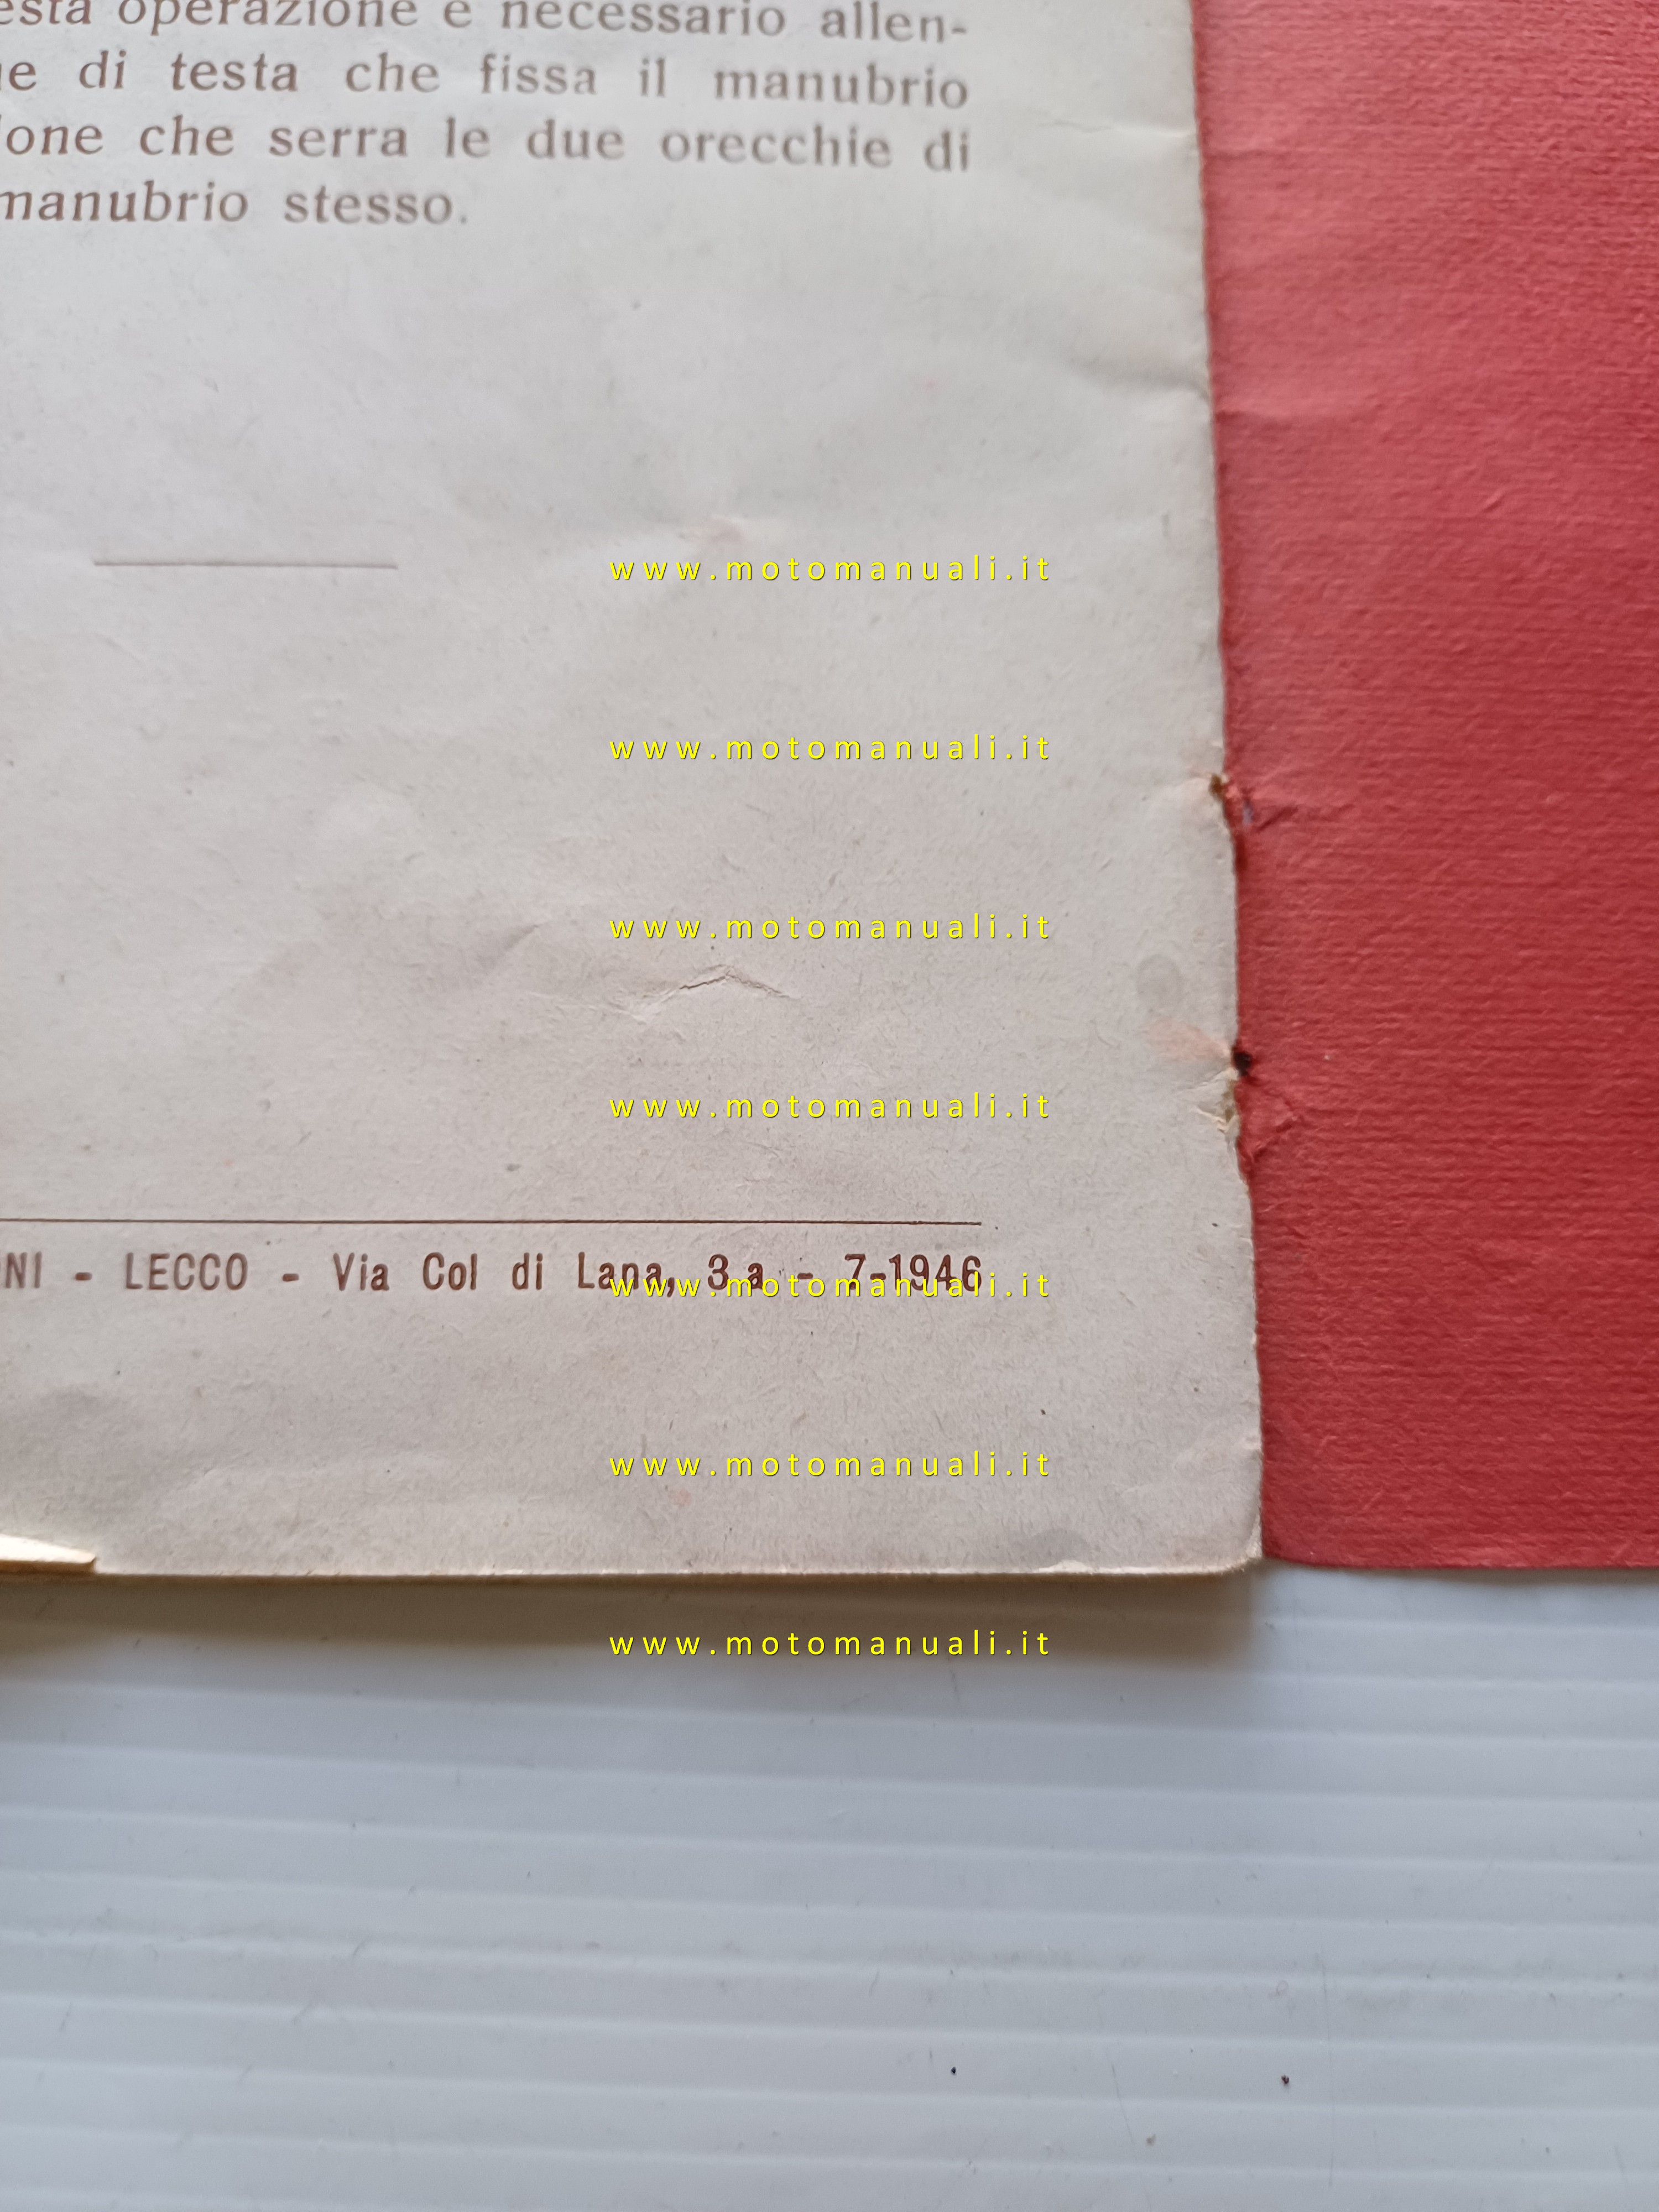 operazione è necessario allen-
di testa che fissa il manubrio
che serra le due orecchie di
manubrio stesso.
www.motomanuali.it
www.motomanuali.it
www.motomanuali.it
www.motomanuali.it
NI - LECCO - Via Col di Lana, 3 a - 7-1946
www.motomanuali.it
www.motomanuali.it
www.motomanuali.it